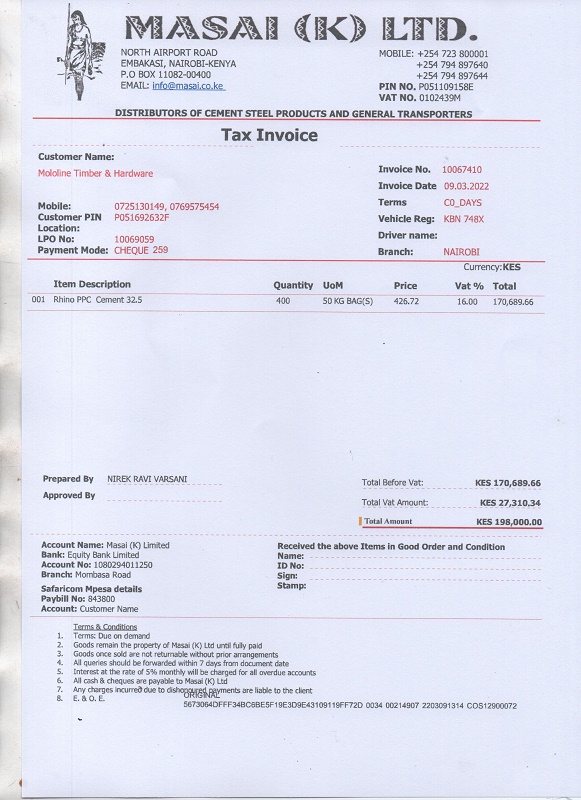 MASAI (K) LTD.
NORTH AIRPORT ROAD
EMBAKASI, NAIROBI-KENYA
P.O BOX 11082-00400
EMAIL: info@masai.co.ke
MOBILE: +254 723 800001
+254 794 897640
+254 794 897644
PIN NO. P051109158E
VAT NO. 0102439M
DISTRIBUTORS OF CEMENT STEEL PRODUCTS AND GENERAL TRANSPORTERS
Tax Invoice
Customer Name:
Mololine Timber & Hardware
Mobile: 0725130149, 0769575454
Customer PIN P051692632F
Location:
LPO No: 10069059
Payment Mode: CHEQUE 259
Invoice No. 10067410
Invoice Date 09.03.2022
Terms C0_DAYS
Vehicle Reg: KBN 748X
Driver name:
Branch: NAIROBI
Currency:KES
Item Description Quantity UoM Price Vat % Total
001 Rhino PPC Cement 32.5 400 50 KG BAG(S) 426.72 16.00 170,689.66
Prepared By NIREK RAVI VARSANI
Approved By
Total Before Vat: KES 170,689.66
Total Vat Amount: KES 27,310.34
Total Amount KES 198,000.00
Account Name: Masai (K) Limited
Bank: Equity Bank Limited
Account No: 1080294011250
Branch: Mombasa Road
Safaricom Mpesa details
Paybill No: 843800
Account: Customer Name
Received the above Items in Good Order and Condition
Name:
ID No:
Sign:
Stamp:
Terms & Conditions
1. Terms: Due on demand
2. Goods remain the property of Masai (K) Ltd until fully paid
3. Goods once sold are not returnable without prior arrangements
4. All queries should be forwarded within 7 days from document date
5. Interest at the rate of 5% monthly will be charged for all overdue accounts
6. All cash & cheques are payable to Masai (K) Ltd
7. Any charges incurred due to dishonoured payments are liable to the client
8. E. & O. E.
ORIGINAL
5673064DFFF34BC6BE5F19E3D9E43109119FF72D 0034 00214907 2203091314 COS12900072